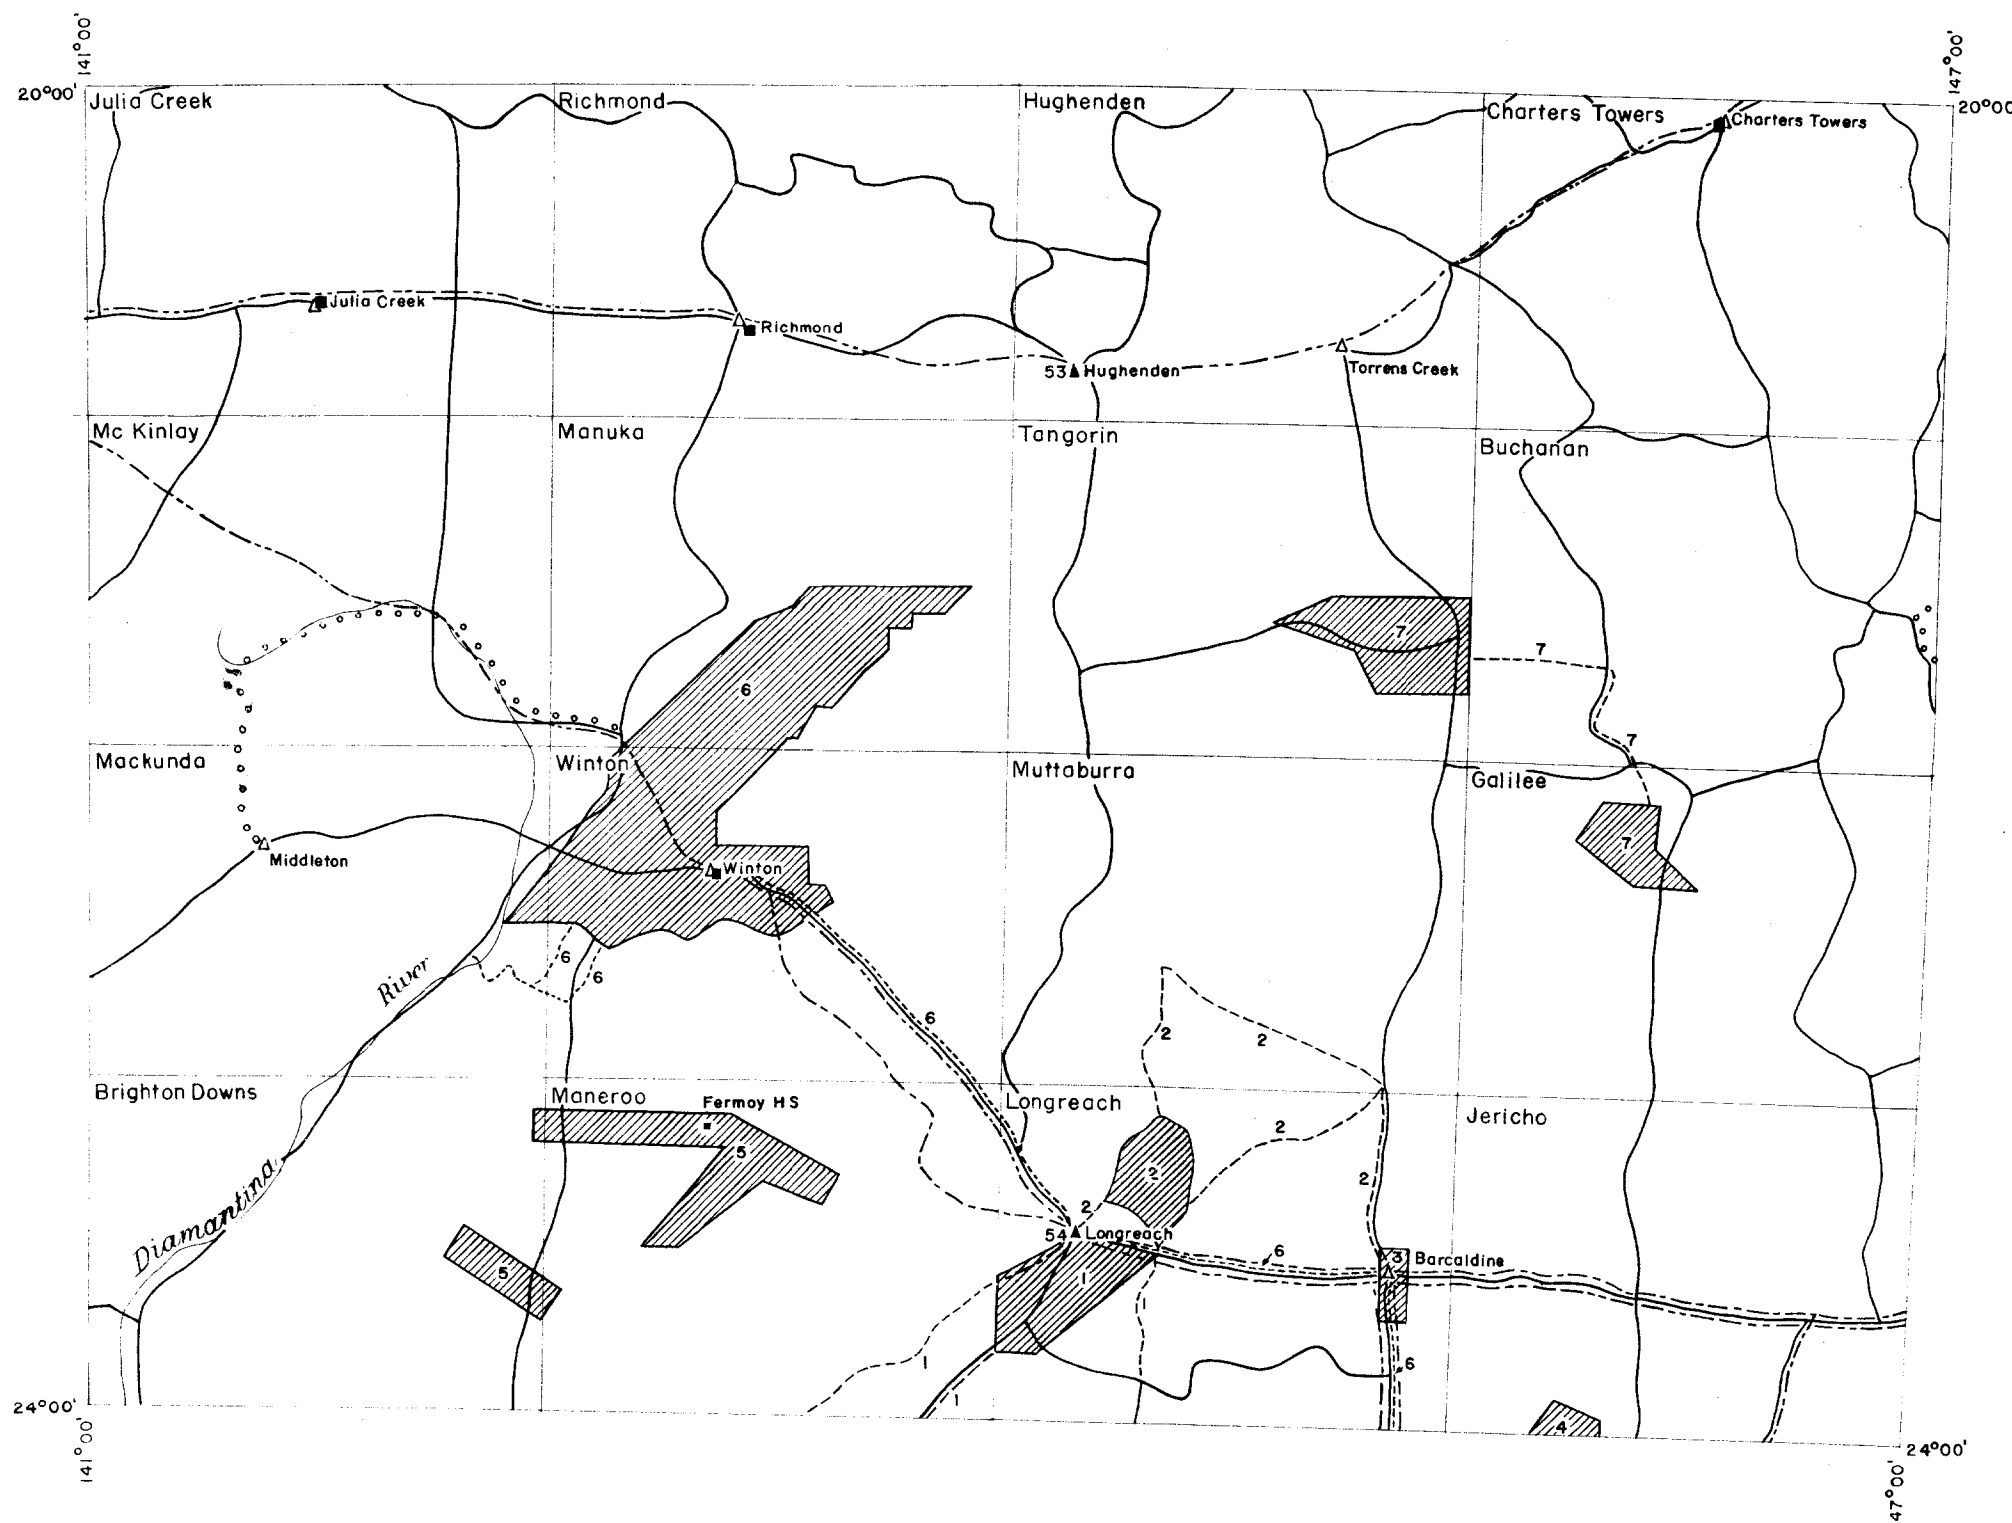 141°00'
147°00'
20°00'
20°00
Julia Creek
Richmond
Hughenden
Charters Towers
Charters Towers
Julia Creek
Richmond
53
Hughenden
Torrens Creek
Mc Kinlay
Manuka
Tangorin
Buchanan
7
7
6
7
Mackunda
Winton
Muttaburra
Galilee
7
Middleton
Winton
6
6
River
6
2
2
Brighton Downs
Maneroo
Fermoy H S
Longreach
Jericho
2
5
2
2
Diamantina
2
54
Longreach
6
3
Barcaldine
5
1
1
1
6
1
4
24°00'
24°00'
141°00'
47°00'